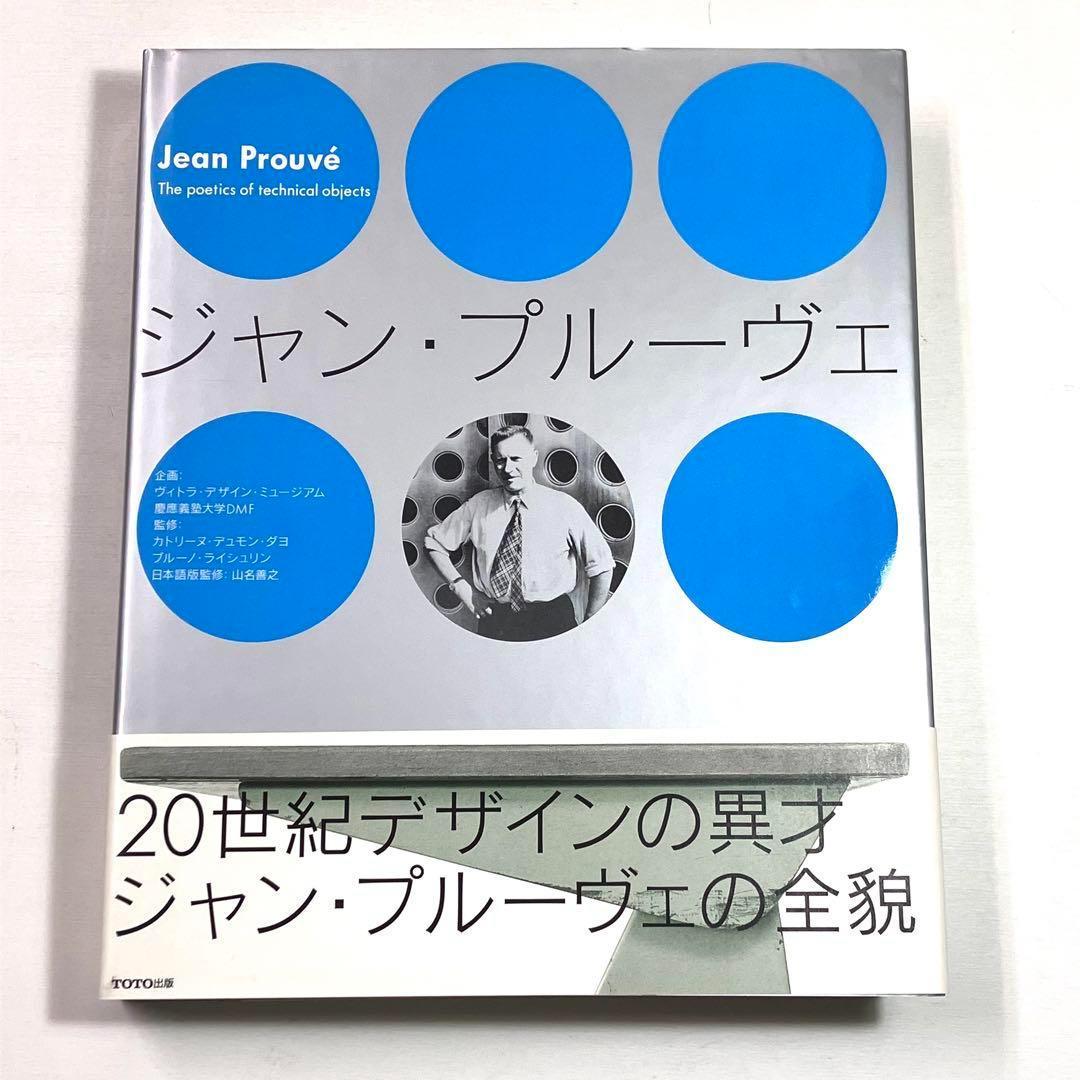 Jean Prouvé
The poetics of technical objects
ジャン・プルーヴェ
企画:
ヴィトラ・デザイン・ミュージアム
慶應義塾大学DMF
監修:
カトリーヌ・デュモン・ダヨ
ブルーノ・ライシュリン
日本語版監修: 山名善之
20世紀デザインの異才
ジャン・プルーヴェの全貌
TOTO出版